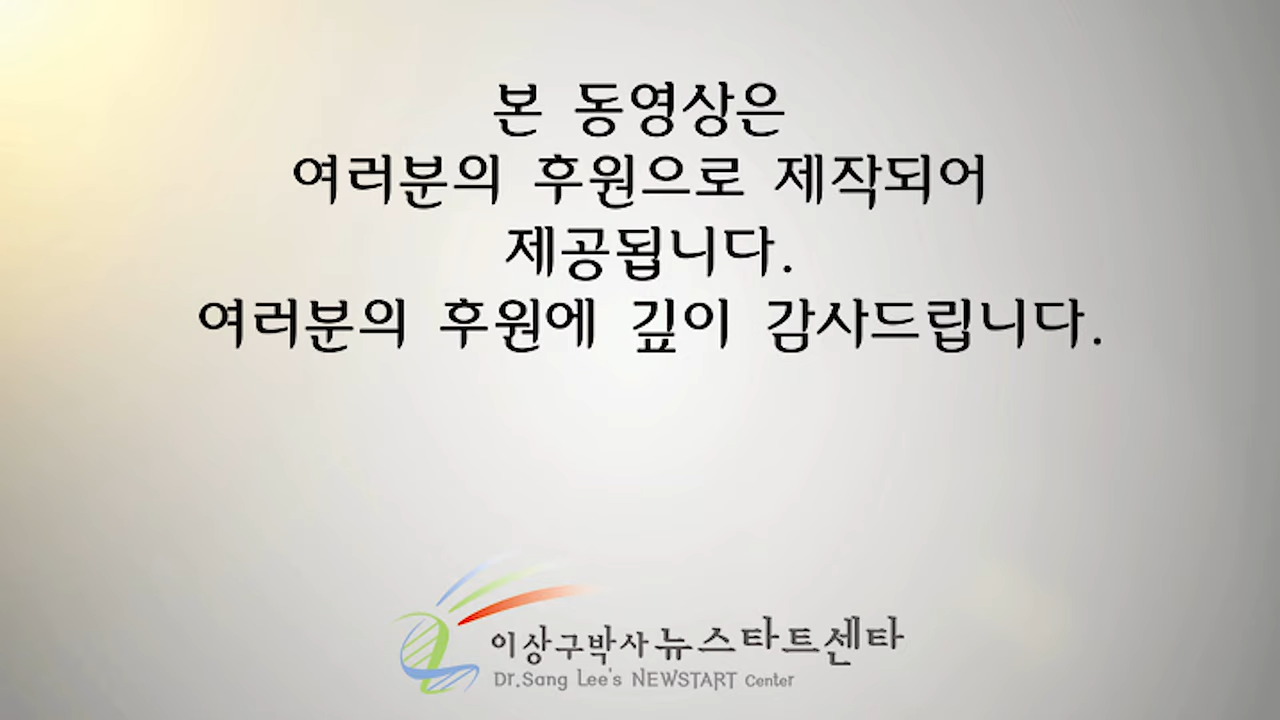 본 동영상은
여러분의 후원으로 제작되어
제공됩니다.
여러분의 후원에 깊이 감사드립니다.
이상구박사뉴스타트센타
Dr.Sang Lee's NEWSTART Center